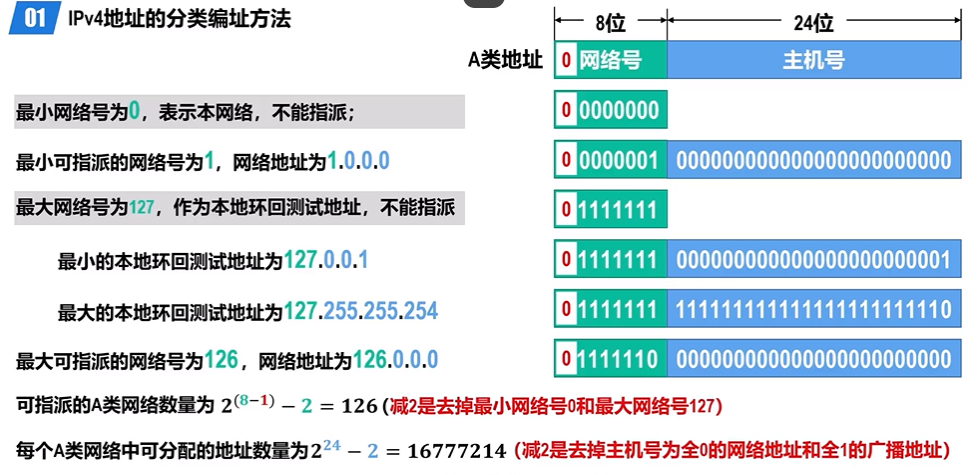 01 IPv4地址的分类编址方法
8位 24位
A类地址 0 网络号 主机号
最小网络号为0，表示本网络，不能指派； 0 0000000
最小可指派的网络号为1，网络地址为1.0.0.0 0 0000001 000000000000000000000000
最大网络号为127，作为本地环回测试地址，不能指派 0 1111111
最小的本地环回测试地址为127.0.0.1 0 1111111 000000000000000000000001
最大的本地环回测试地址为127.255.255.254 0 1111111 111111111111111111111110
最大可指派的网络号为126，网络地址为126.0.0.0 0 1111110 000000000000000000000000
可指派的A类网络数量为 2^(8−1) − 2 = 126 (减2是去掉最小网络号0和最大网络号127)
每个A类网络中可分配的地址数量为2^24 − 2 = 16777214 (减2是去掉主机号为全0的网络地址和全1的广播地址)